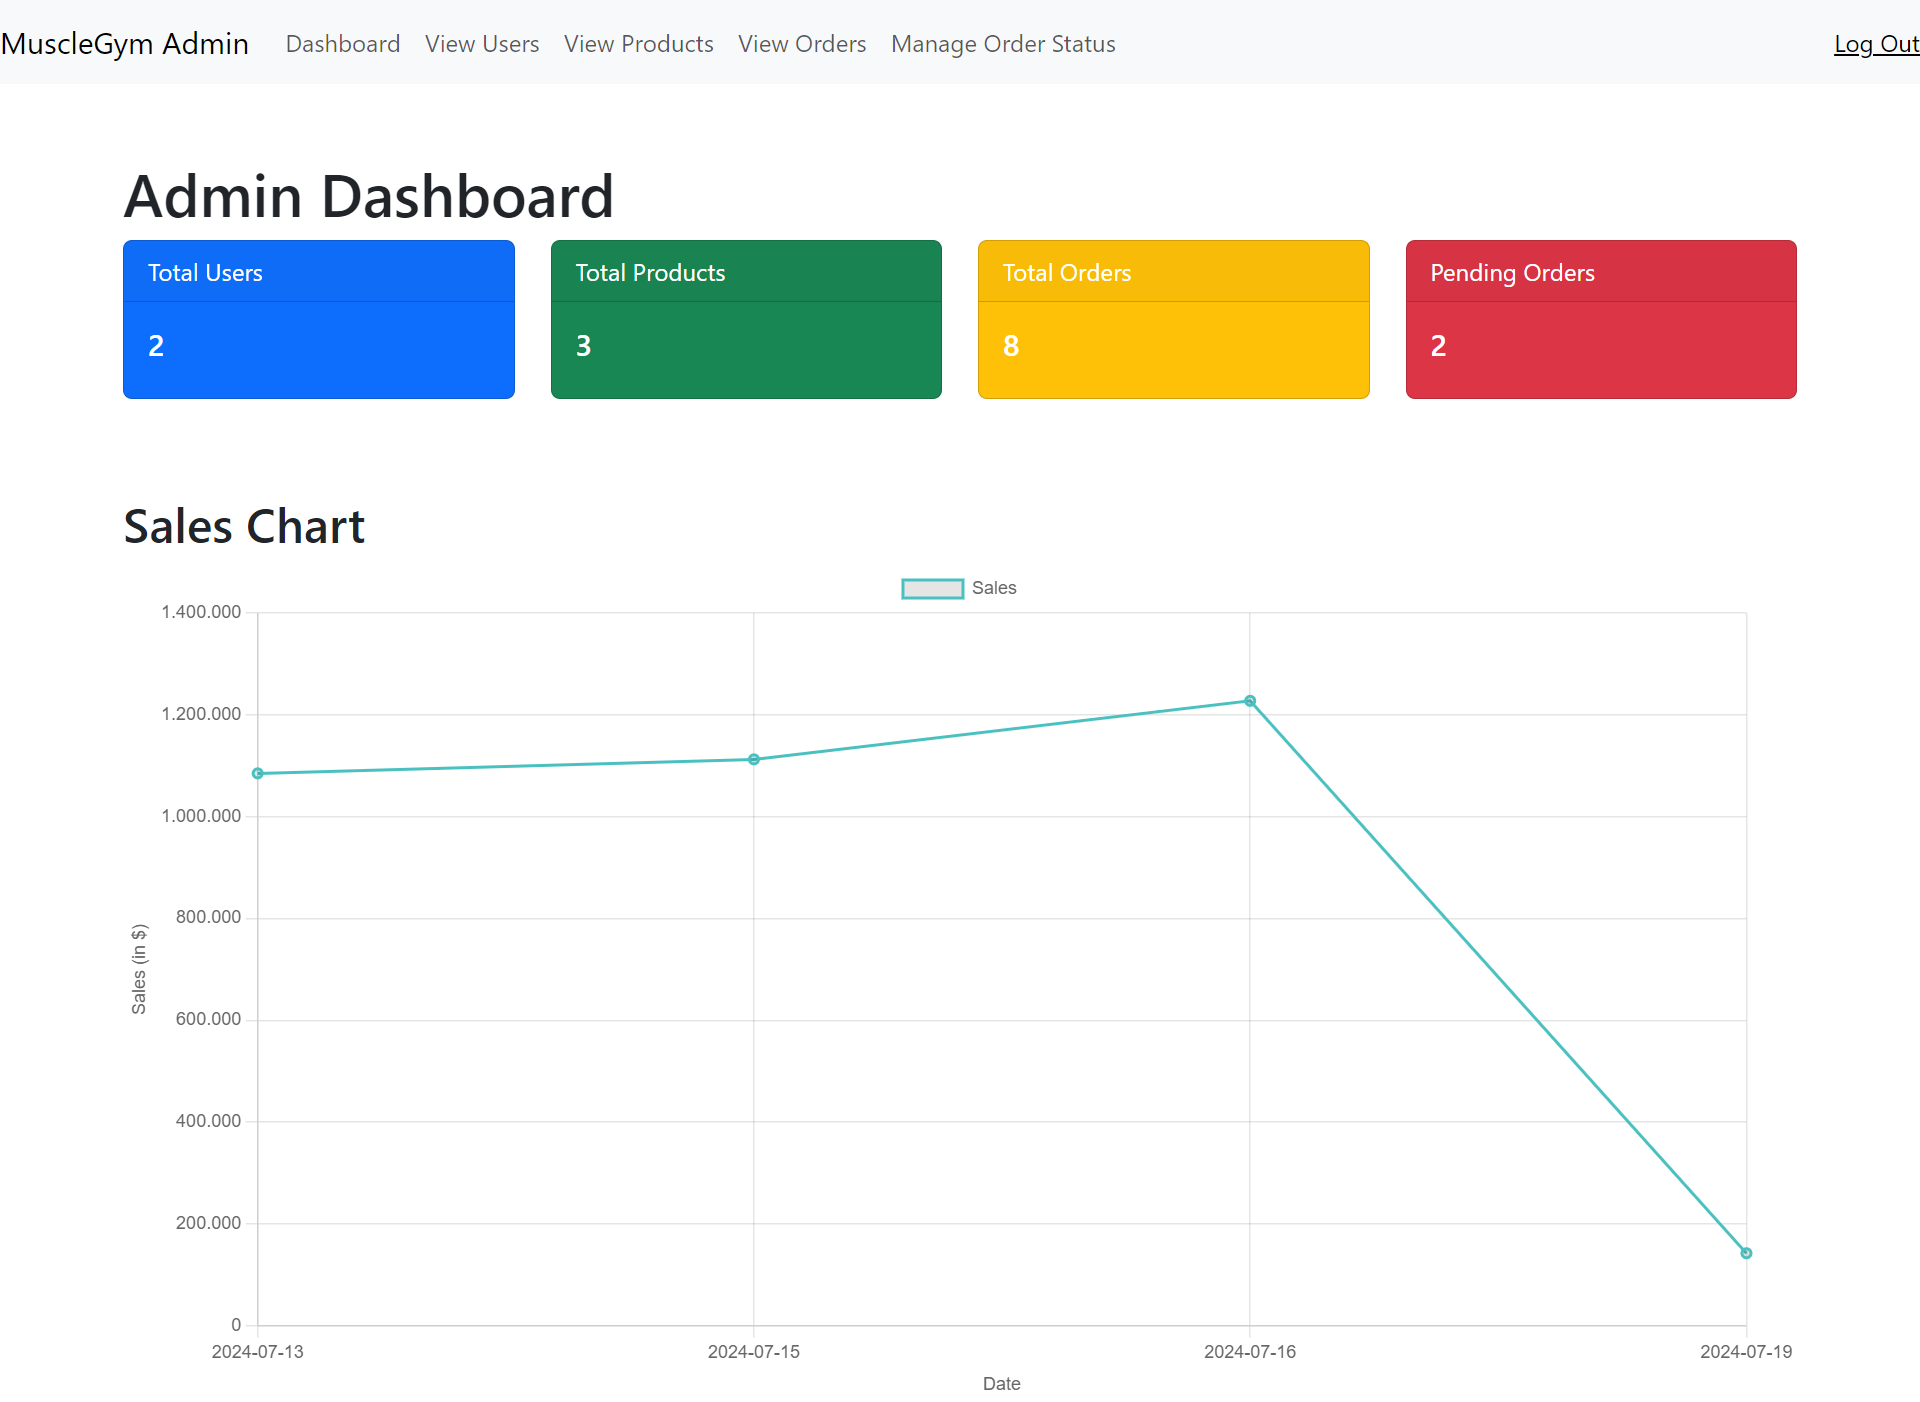 MuscleGym Admin Dashboard View Users View Products View Orders Manage Order Status Log Out
Admin Dashboard
Total Users Total Products Total Orders Pending Orders
2 3 8 2
Sales Chart
Sales
1.400.000
1.200.000
1.000.000
800.000
600.000
400.000
200.000
0
Sales (in $)
2024-07-13 2024-07-15 2024-07-16 2024-07-19
Date